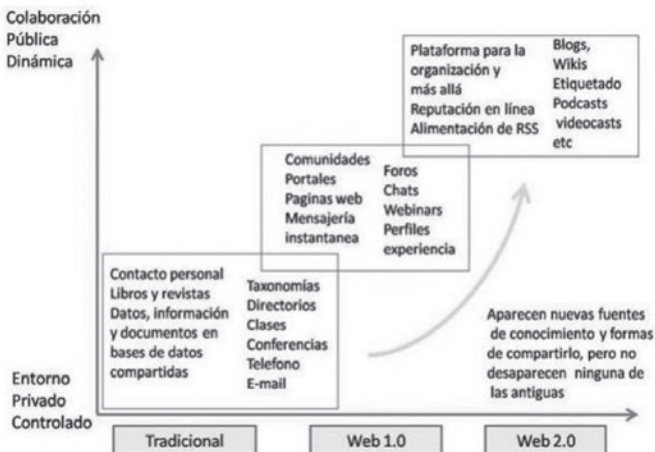 Colaboración
Pública
Dinámica
Plataforma para la
organización y
más allá
Reputación en línea
Alimentación de RSS
Blogs,
Wikis
Etiquetado
Podcasts
videocasts
etc
Comunidades
Portales
Paginas web
Mensajería
instantanea
Foros
Chats
Webinars
Perfiles
experiencia
Contacto personal
Libros y revistas
Datos, información
y documentos en
bases de datos
compartidas
Taxonomías
Directorios
Clases
Conferencias
Telefono
E-mail
Aparecen nuevas fuentes
de conocimiento y formas
de compartirlo, pero no
desaparecen ninguna de
las antiguas
Entorno
Privado
Controlado
Tradicional
Web 1.0
Web 2.0